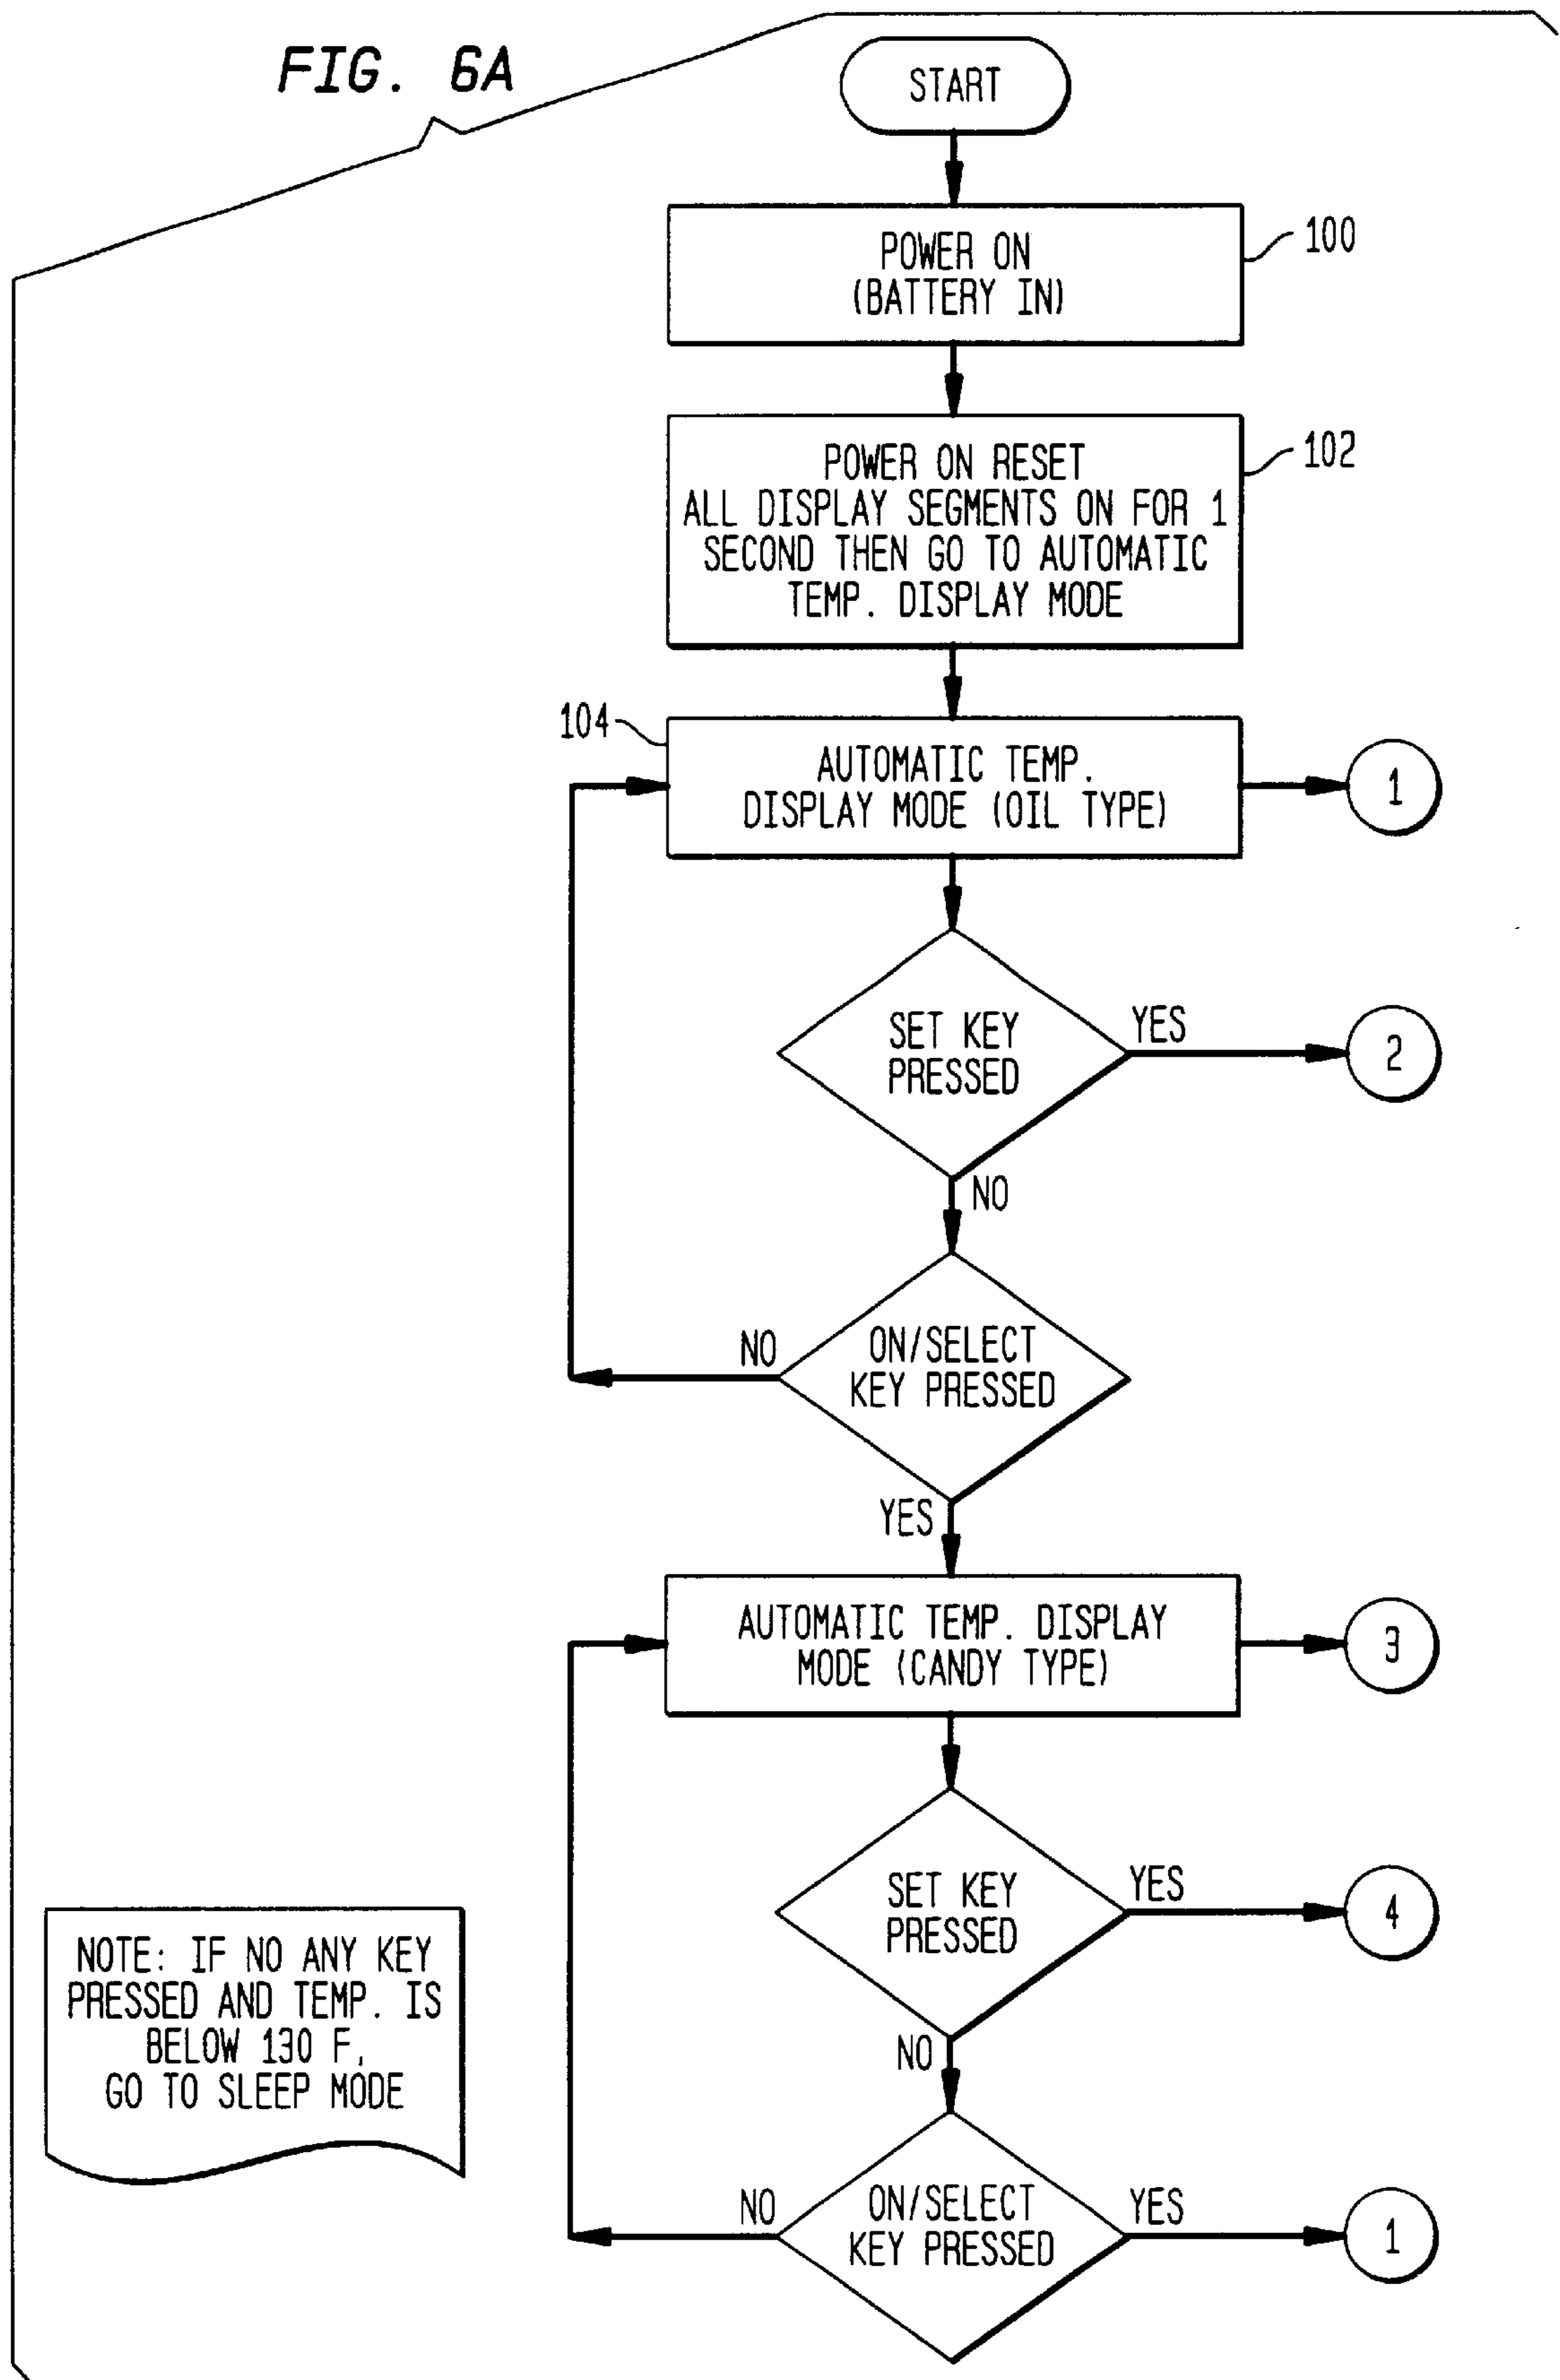 FIG. 6A
START
POWER ON
(BATTERY IN)
100
POWER ON RESET
ALL DISPLAY SEGMENTS ON FOR 1
SECOND THEN GO TO AUTOMATIC
TEMP. DISPLAY MODE
102
104
AUTOMATIC TEMP.
DISPLAY MODE (OIL TYPE)
1
SET KEY
PRESSED
YES
2
NO
ON/SELECT
KEY PRESSED
NO
YES
AUTOMATIC TEMP. DISPLAY
MODE (CANDY TYPE)
3
SET KEY
PRESSED
YES
4
NO
NOTE: IF NO ANY KEY
PRESSED AND TEMP. IS
BELOW 130 F,
GO TO SLEEP MODE
ON/SELECT
KEY PRESSED
NO
YES
1